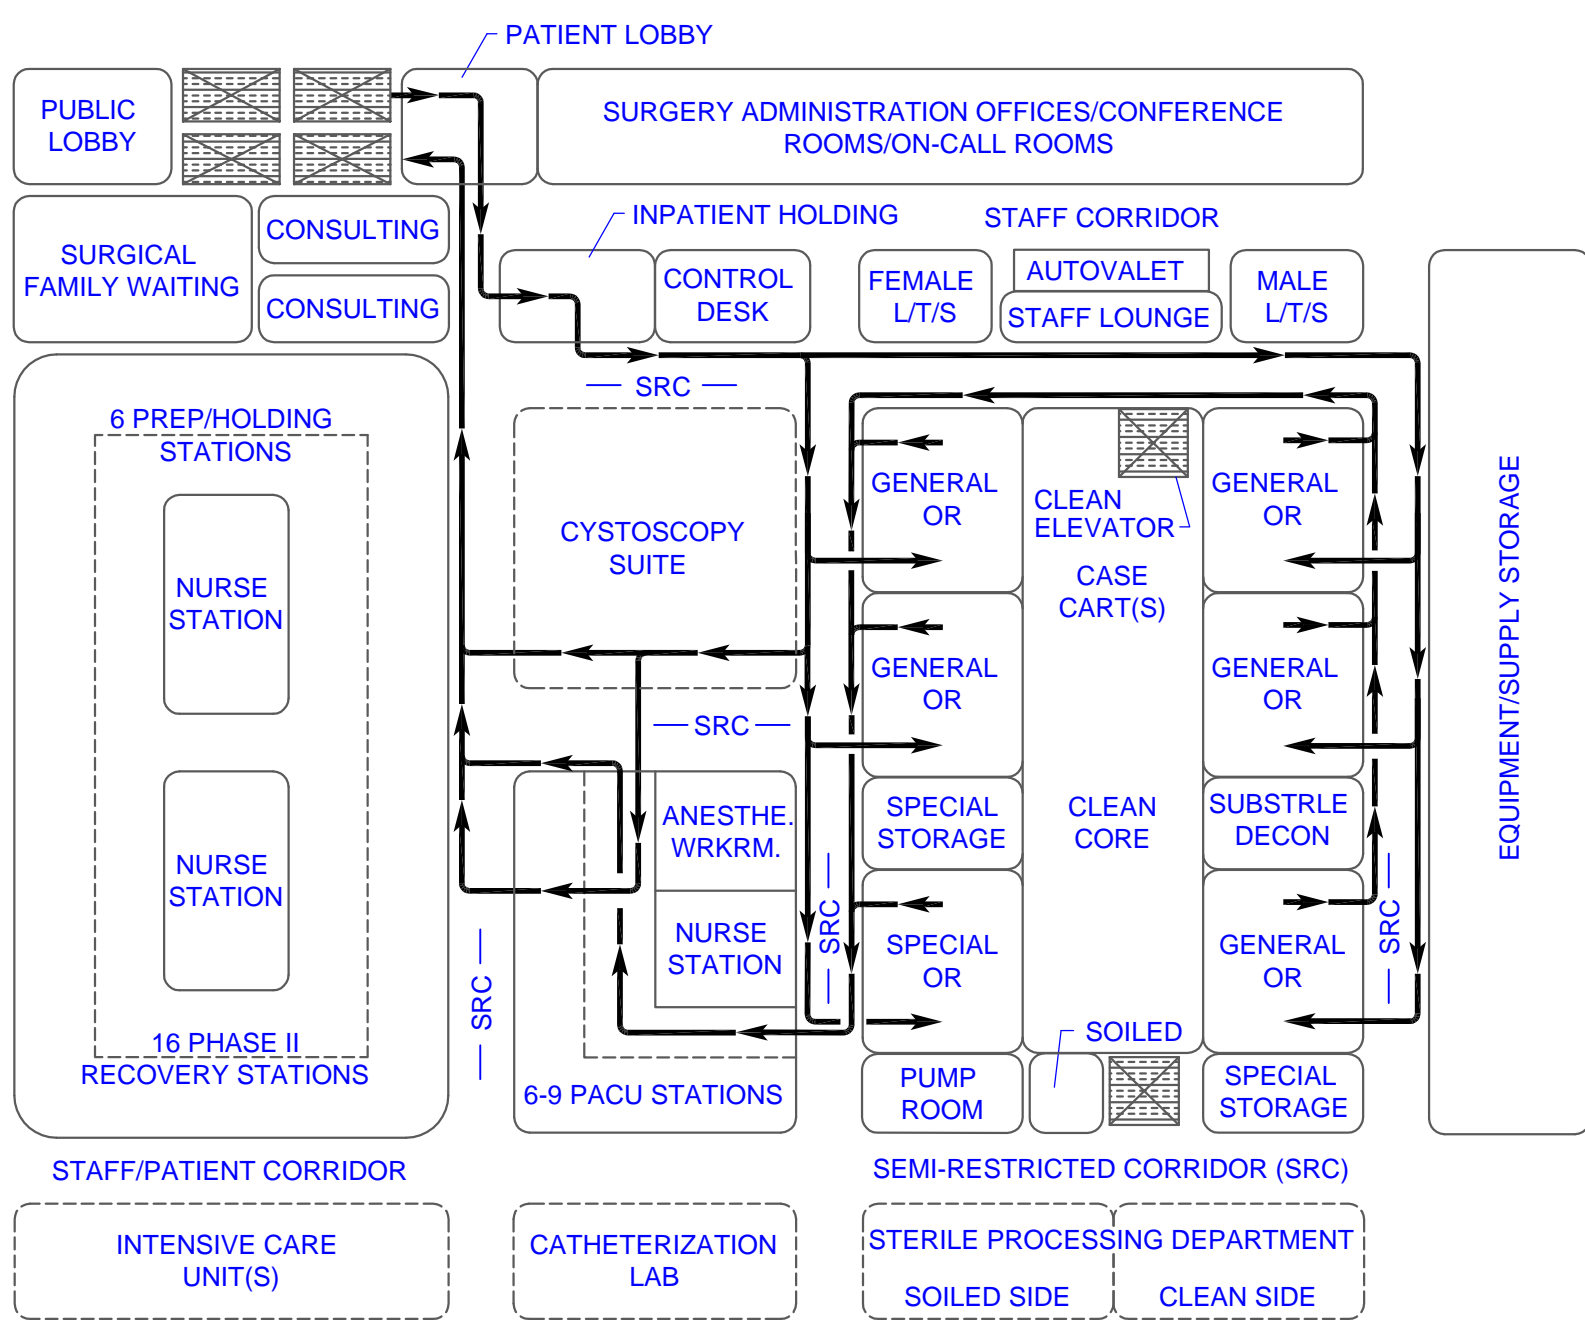 PATIENT LOBBY
PUBLIC
LOBBY
SURGERY ADMINISTRATION OFFICES/CONFERENCE
ROOMS/ON-CALL ROOMS
INPATIENT HOLDING
STAFF CORRIDOR
SURGICAL
FAMILY WAITING
CONSULTING
CONSULTING
CONTROL
DESK
FEMALE
L/T/S
AUTOVALET
STAFF LOUNGE
MALE
L/T/S
SRC
6 PREP/HOLDING
STATIONS
NURSE
STATION
NURSE
STATION
16 PHASE II
RECOVERY STATIONS
CYSTOSCOPY
SUITE
GENERAL
OR
CLEAN
ELEVATOR
GENERAL
OR
CASE
CART(S)
GENERAL
OR
GENERAL
OR
EQUIPMENT/SUPPLY STORAGE
SRC
ANESTHE.
WRKRM.
SPECIAL
STORAGE
CLEAN
CORE
SUBSTRLE
DECON
NURSE
STATION
SRC
SPECIAL
OR
GENERAL
OR
SRC
SRC
SOILED
6-9 PACU STATIONS
PUMP
ROOM
SPECIAL
STORAGE
STAFF/PATIENT CORRIDOR
SEMI-RESTRICTED CORRIDOR (SRC)
INTENSIVE CARE
UNIT(S)
CATHETERIZATION
LAB
STERILE PROCESSING DEPARTMENT
SOILED SIDE
CLEAN SIDE